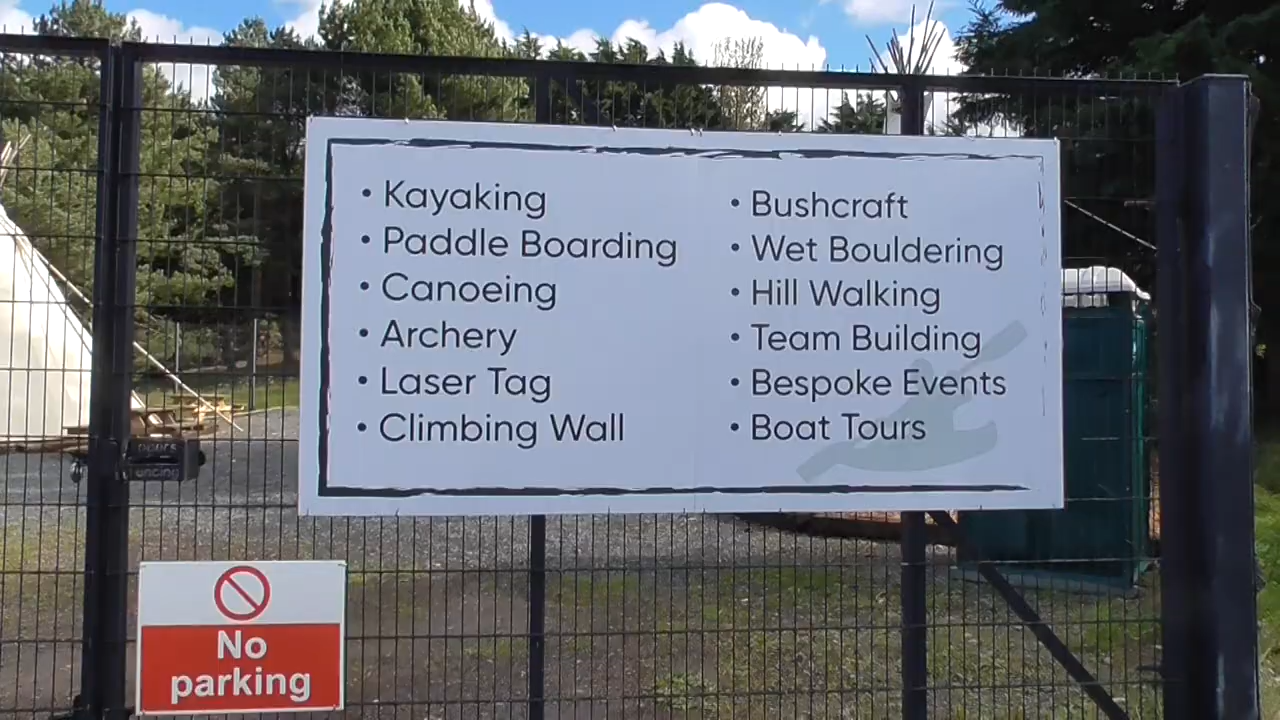 • Kayaking
• Paddle Boarding
• Canoeing
• Archery
• Laser Tag
• Climbing Wall
• Bushcraft
• Wet Bouldering
• Hill Walking
• Team Building
• Bespoke Events
• Boat Tours
No
parking